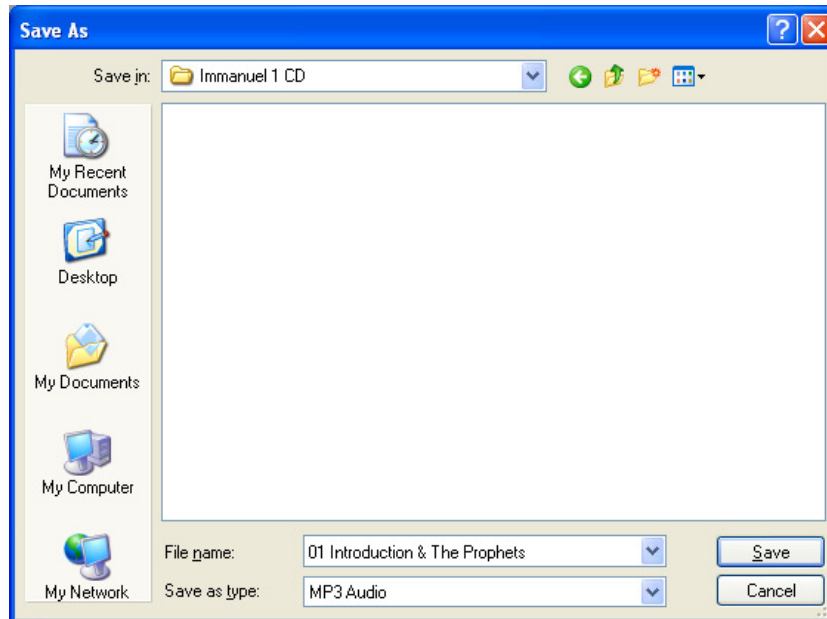 Save As
Save in:
Immanuel 1 CD
My Recent
Documents
Desktop
My Documents
My Computer
My Network
File name:
01 Introduction & The Prophets
Save
Save as type:
MP3 Audio
Cancel